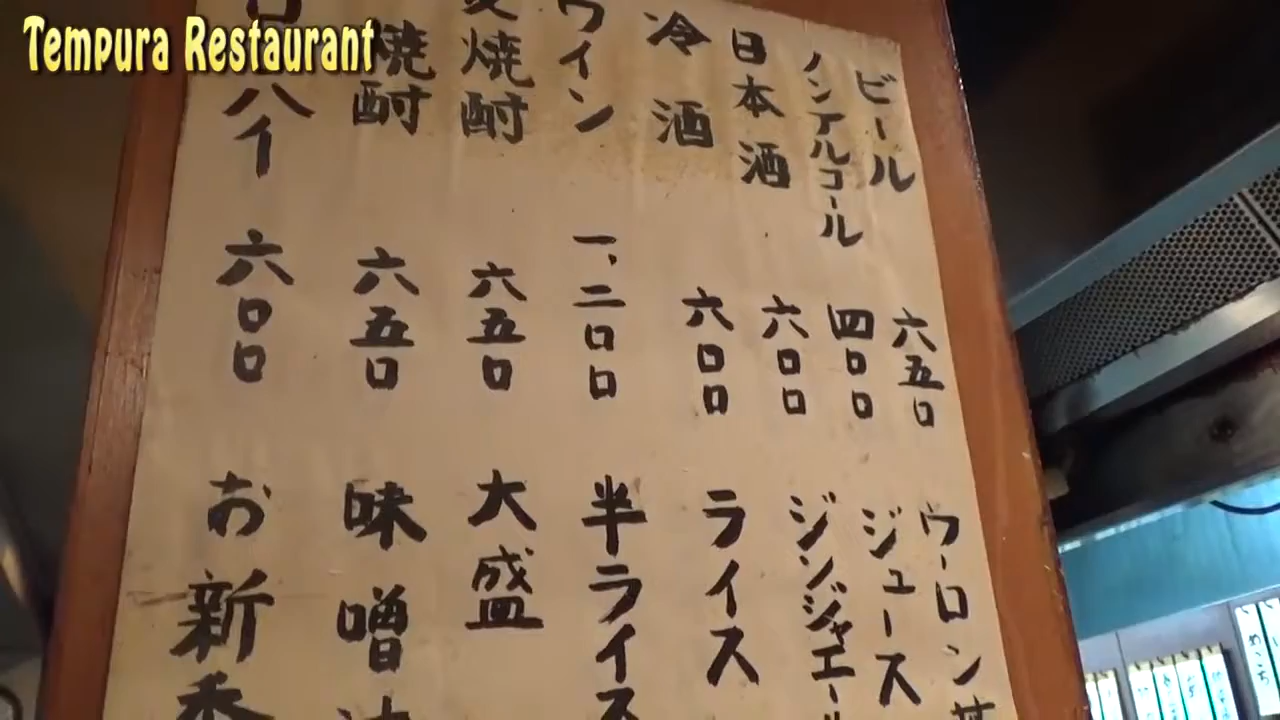 Tempura Restaurant
ビール 六五〇
ノンアルコール 四〇〇
日本酒 六〇〇
冷酒 六〇〇
ワイン 一、二〇〇
焼酎 六五〇
焼酎 六五〇
ハイ 六〇〇
ウーロン
ジュース
ジンジャエール
ライス
半ライス
大盛
味噌
お新香